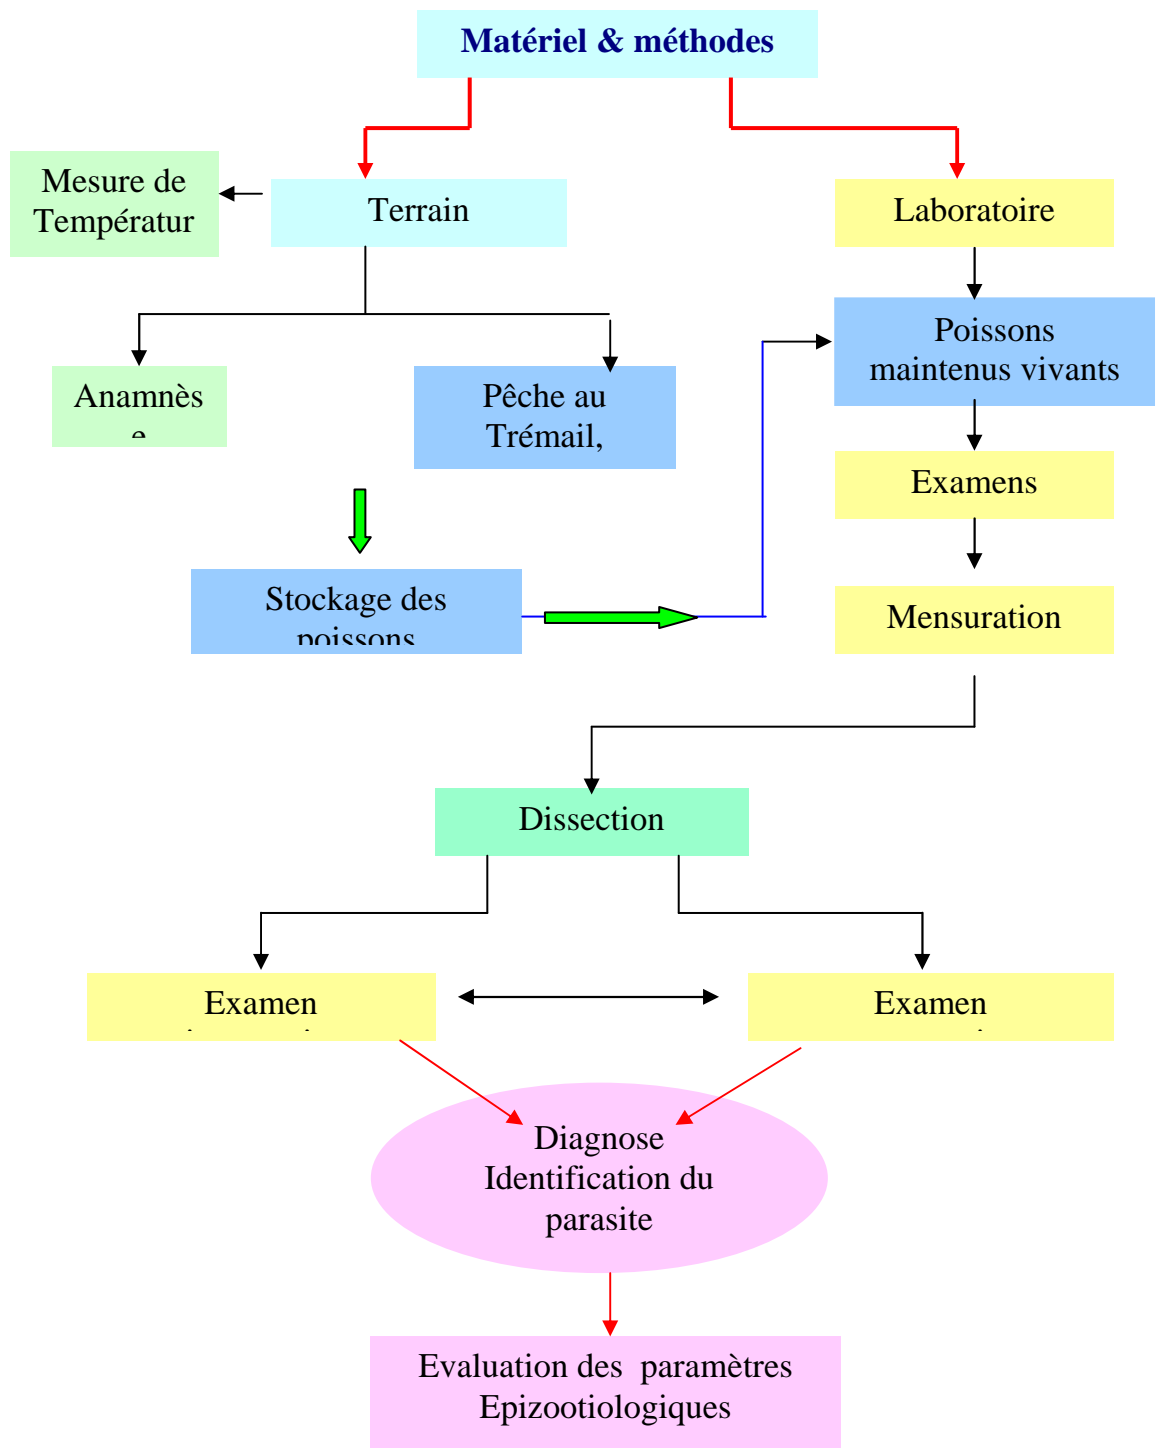 Matériel & méthodes
Mesure de
Températur
Terrain
Laboratoire
Poissons
maintenus vivants
Anamnès
e
Pêche au
Trémail,
Examens
Stockage des
poissons
Mensuration
Dissection
Examen
Examen
Diagnose
Identification du
parasite
Evaluation des paramètres
Epizootiologiques